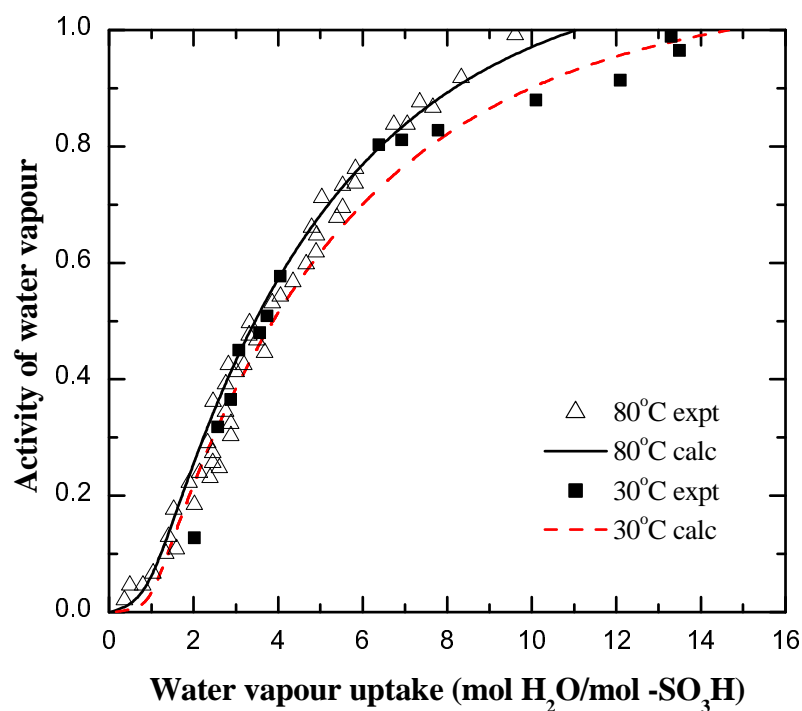 1.0
0.8
0.6
0.4
0.2
0.0
Activity of water vapour
80°C expt
80°C calc
30°C expt
30°C calc
0 2 4 6 8 10 12 14 16
Water vapour uptake (mol H₂O/mol -SO₃H)